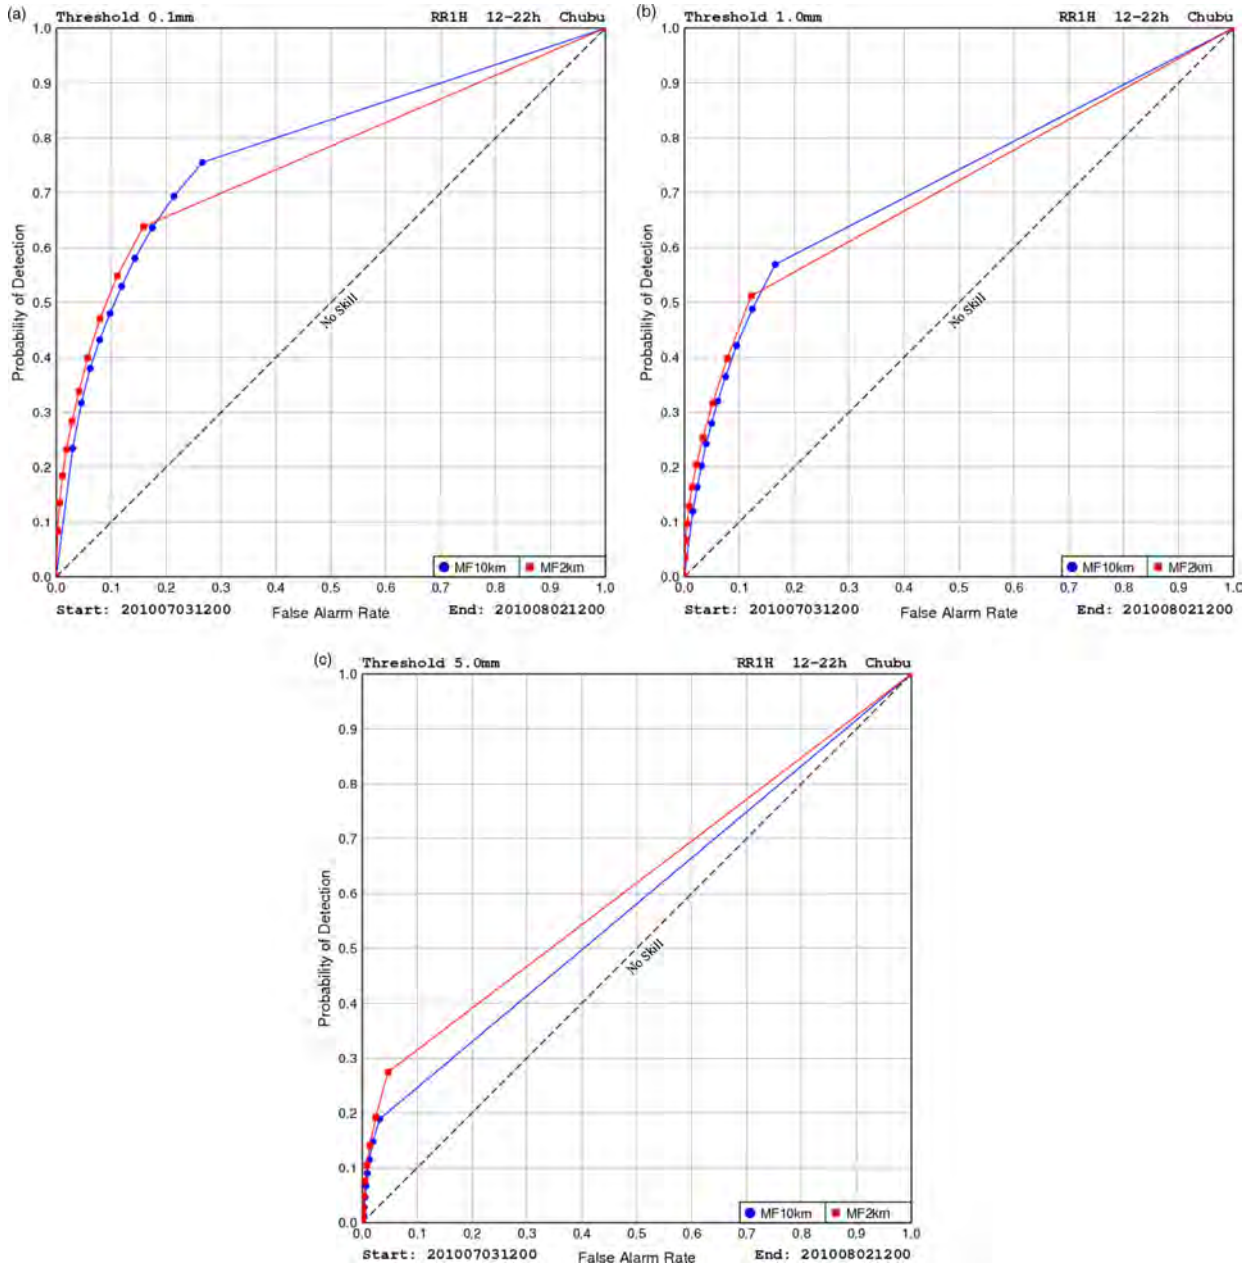 (a) Threshold 0.1mm RR1H 12-22h Chubu
1.0
0.9
0.8
0.7
0.6
0.5
0.4
0.3
0.2
0.1
0.0
Probability of Detection
No Skill
MF10km MF2km
0.0 0.1 0.2 0.3 0.4 0.5 0.6 0.7 0.8 0.9 1.0
Start: 201007031200 False Alarm Rate End: 201008021200
(b) Threshold 1.0mm RR1H 12-22h Chubu
1.0
0.9
0.8
0.7
0.6
0.5
0.4
0.3
0.2
0.1
0.0
Probability of Detection
No Skill
MF10km MF2km
0.0 0.1 0.2 0.3 0.4 0.5 0.6 0.7 0.8 0.9 1.0
Start: 201007031200 False Alarm Rate End: 201008021200
(c) Threshold 5.0mm RR1H 12-22h Chubu
1.0
0.9
0.8
0.7
0.6
0.5
0.4
0.3
0.2
0.1
0.0
Probability of Detection
No Skill
MF10km MF2km
0.0 0.1 0.2 0.3 0.4 0.5 0.6 0.7 0.8 0.9 1.0
Start: 201007031200 False Alarm Rate End: 201008021200